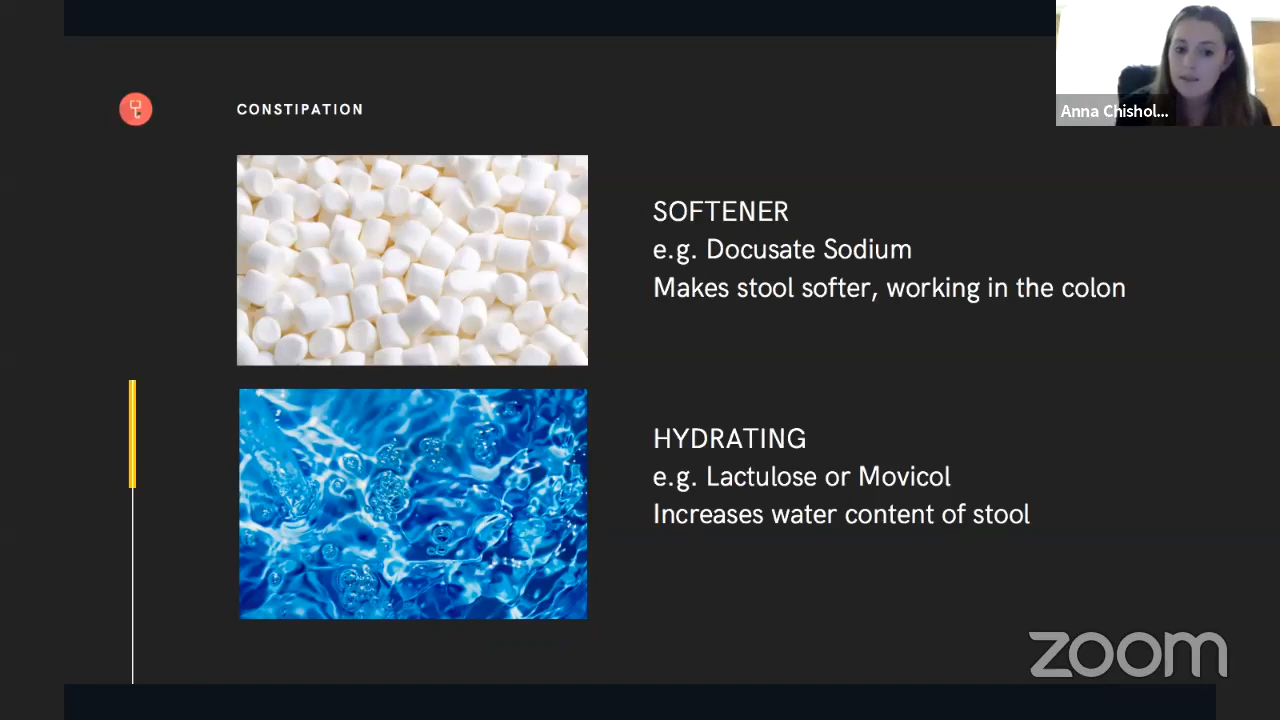 CONSTIPATION
SOFTENER
e.g. Docusate Sodium
Makes stool softer, working in the colon
HYDRATING
e.g. Lactulose or Movicol
Increases water content of stool
Anna Chishol...
zoom